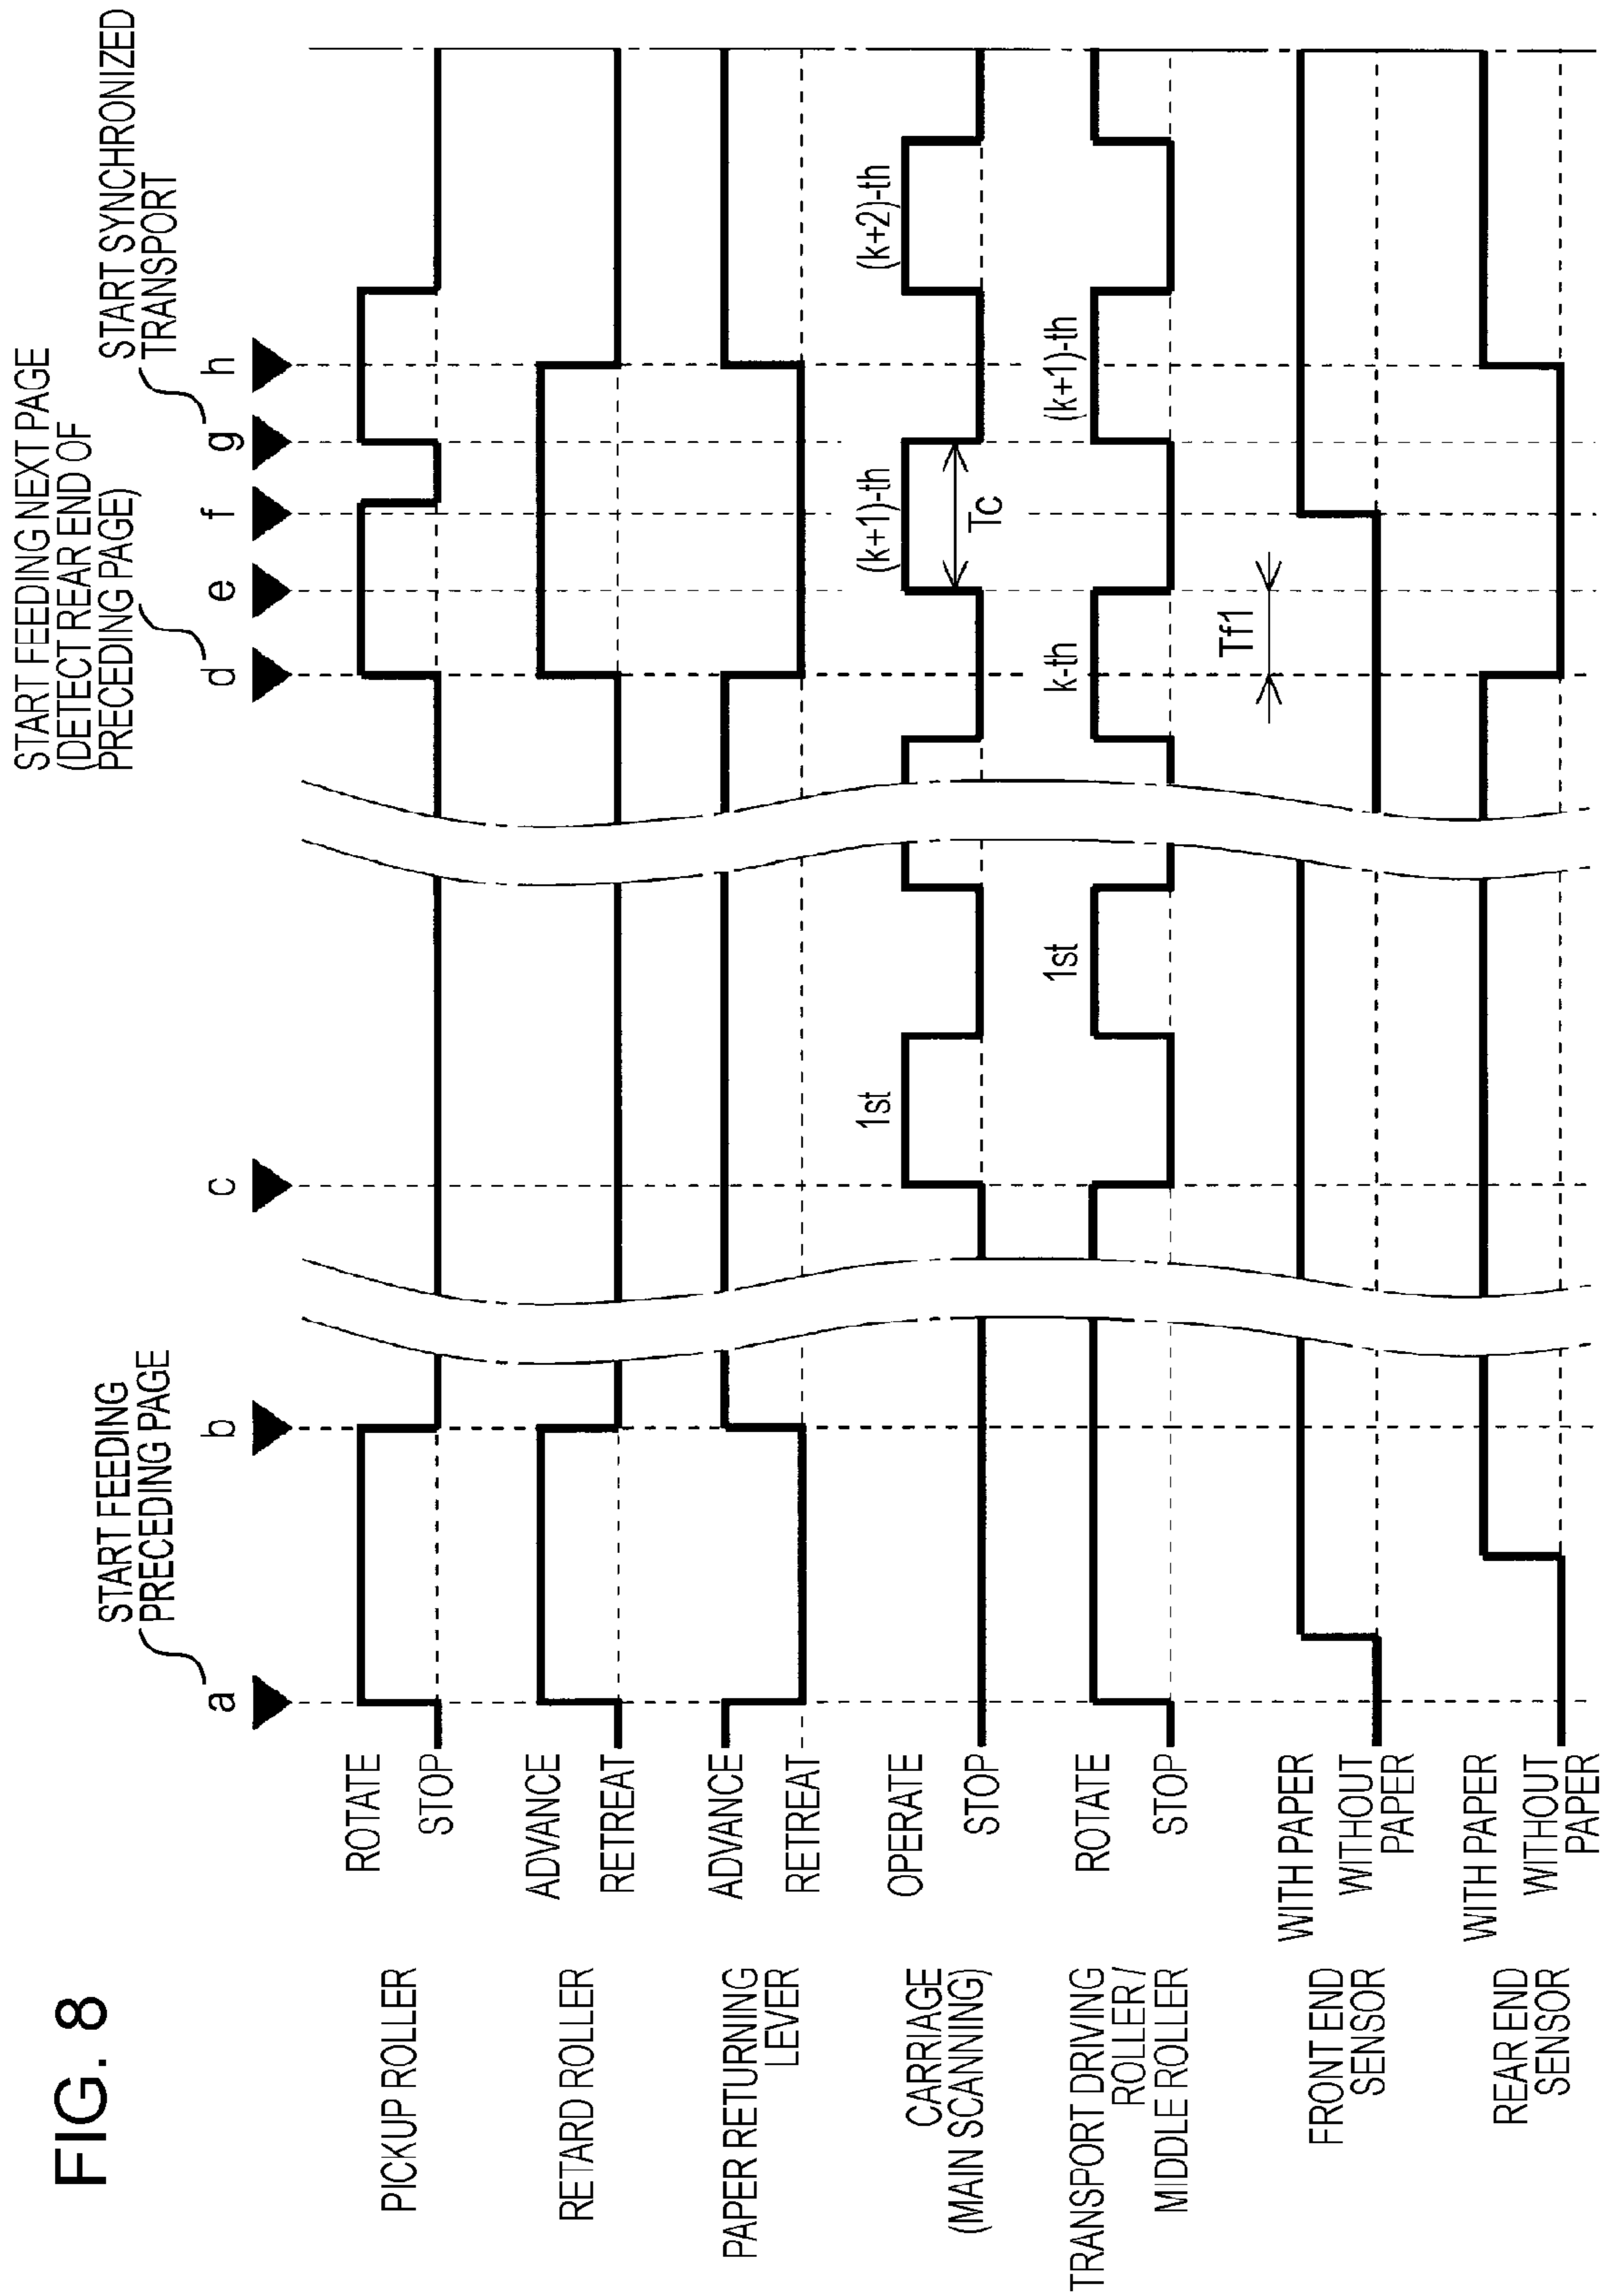 FIG. 8
START FEEDING
PRECEDING PAGE
START FEEDING NEXT PAGE
(DETECT REAR END OF
PRECEDING PAGE)
START SYNCHRONIZED
TRANSPORT
a
b
c
d
e
f
g
h
PICKUP ROLLER
ROTATE
STOP
RETARD ROLLER
ADVANCE
RETREAT
PAPER RETURNING
LEVER
ADVANCE
RETREAT
CARRIAGE
(MAIN SCANNING)
OPERATE
STOP
1st
(k+1)-th
(k+2)-th
Tc
TRANSPORT DRIVING
ROLLER /
MIDDLE ROLLER
ROTATE
STOP
1st
k-th
(k+1)-th
Tf1
FRONT END
SENSOR
WITH PAPER
WITHOUT
PAPER
REAR END
SENSOR
WITH PAPER
WITHOUT
PAPER